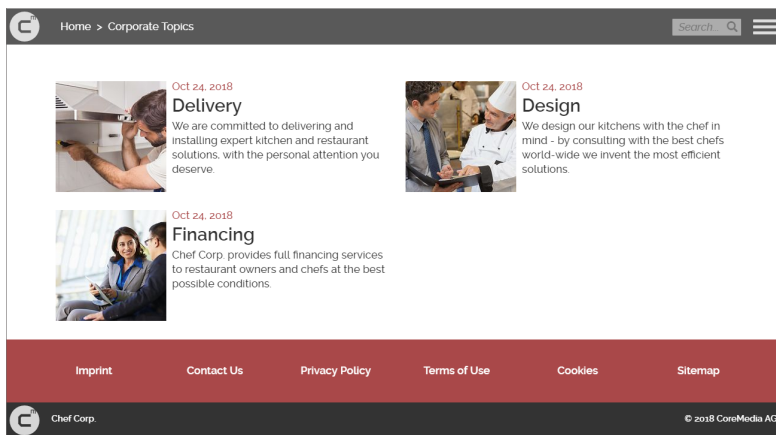 Cm
Home > Corporate Topics
Search...
Oct 24, 2018
Delivery
We are committed to delivering and
installing expert kitchen and restaurant
solutions, with the personal attention you
deserve.
Oct 24, 2018
Design
We design our kitchens with the chef in
mind - by consulting with the best chefs
world-wide we invent the most efficient
solutions.
Oct 24, 2018
Financing
Chef Corp. provides full financing services
to restaurant owners and chefs at the best
possible conditions.
Imprint Contact Us Privacy Policy Terms of Use Cookies Sitemap
Cm
Chef Corp.
© 2018 CoreMedia AG